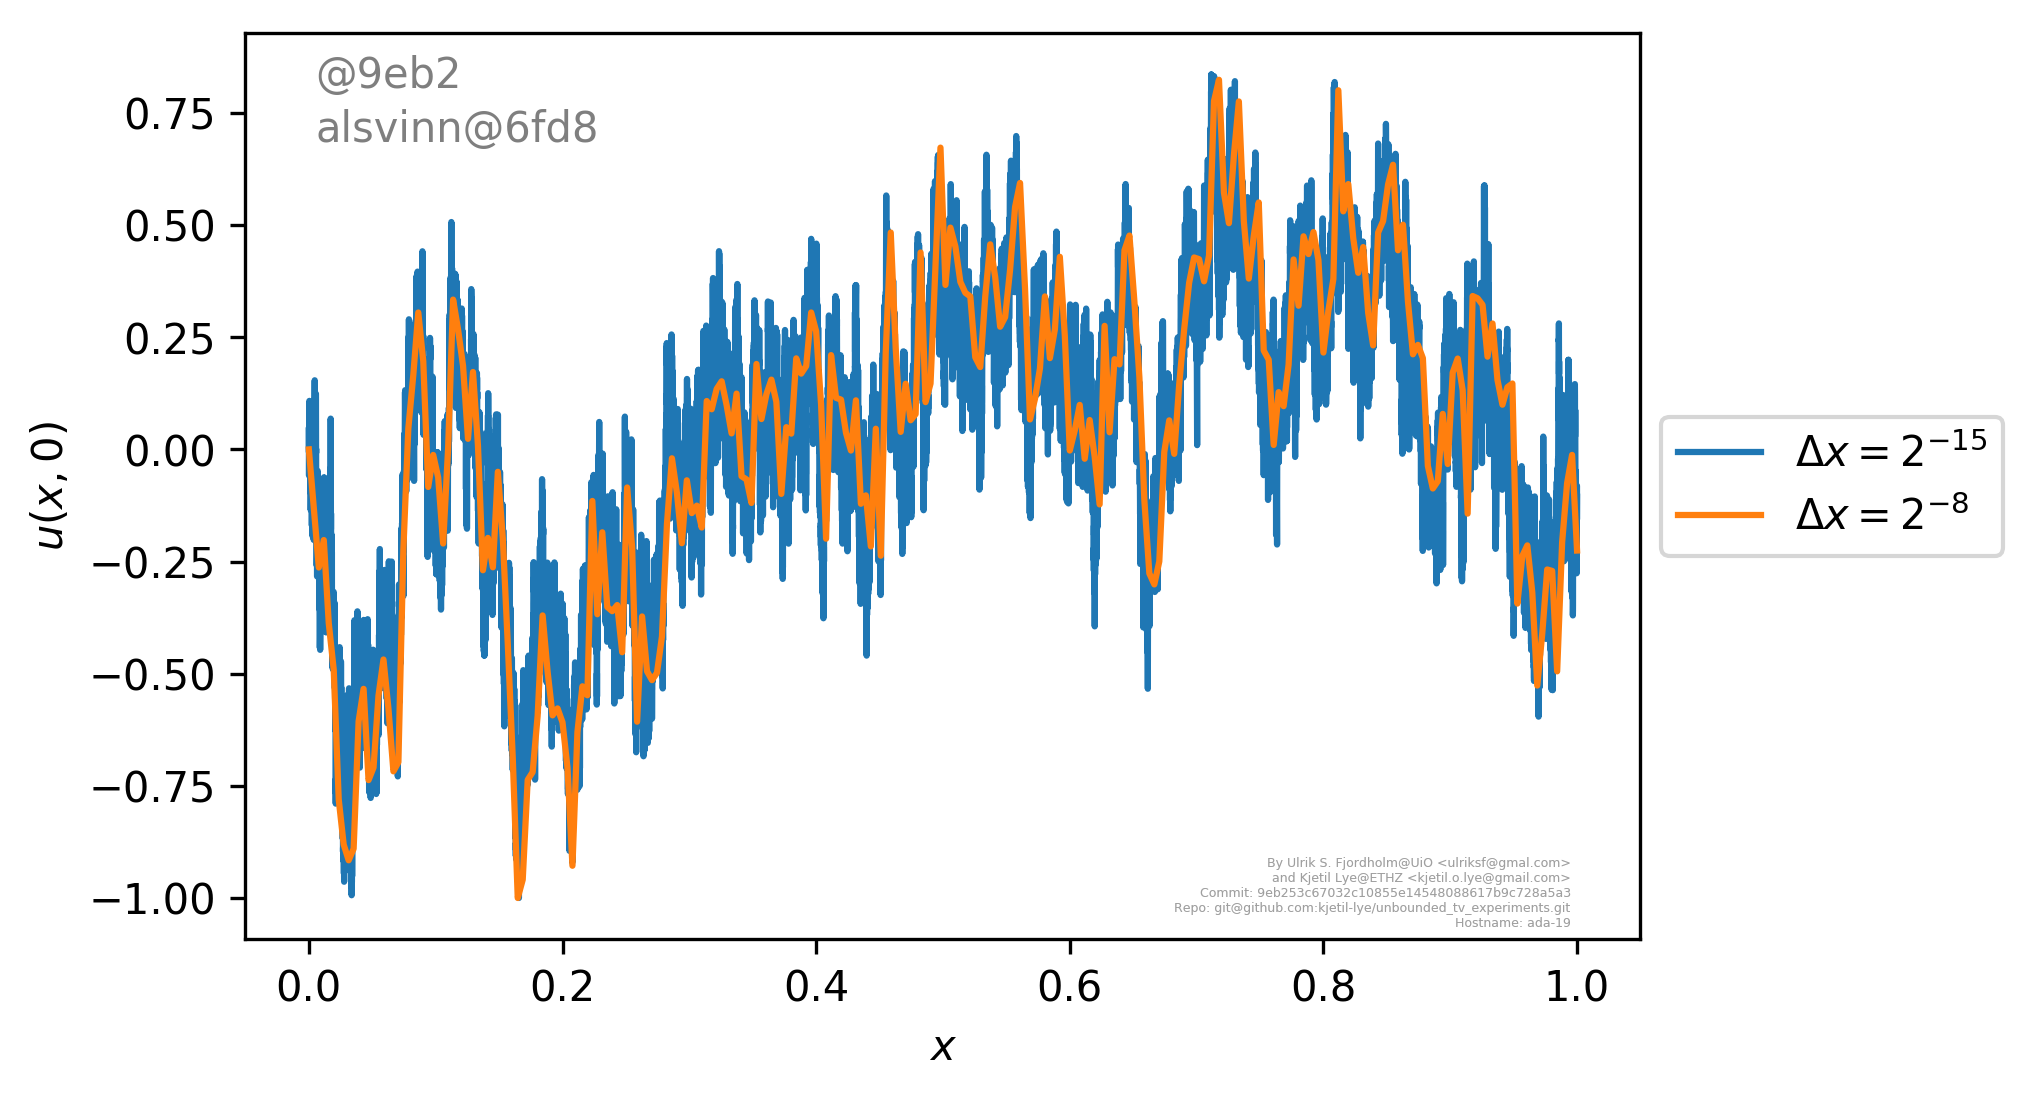 @9eb2
alsvinn@6fd8
0.75
0.50
0.25
0.00
−0.25
−0.50
−0.75
−1.00
u(x, 0)
Δx = 2⁻¹⁵
Δx = 2⁻⁸
By Ulrik S. Fjordholm@UiO <ulriksf@gmal.com>
and Kjetil Lye@ETHZ <kjetil.o.lye@gmail.com>
Commit: 9eb253c67032c10855e14548088617b9c728a5a3
Repo: git@github.com:kjetil-lye/unbounded_tv_experiments.git
Hostname: ada-19
0.0 0.2 0.4 0.6 0.8 1.0
x